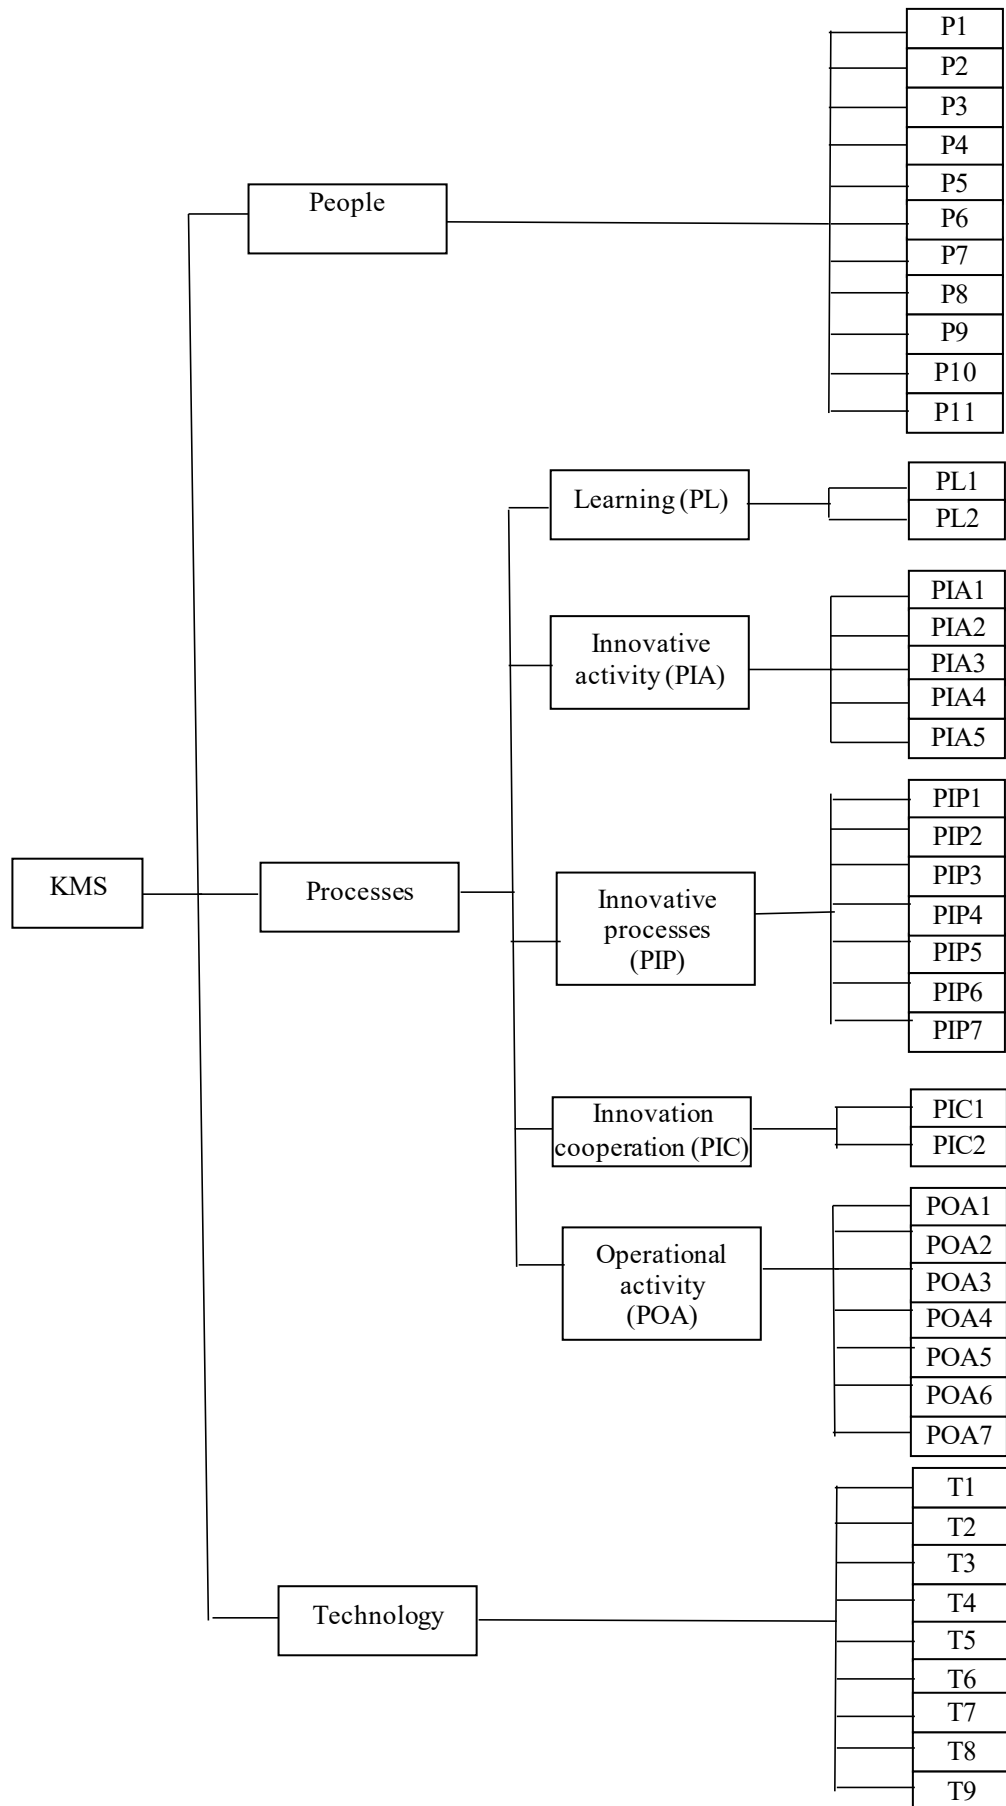 P1
P2
P3
P4
People
P5
P6
P7
P8
P9
P10
P11
Learning (PL)
PL1
PL2
Innovative
activity (PIA)
PIA1
PIA2
PIA3
PIA4
PIA5
KMS
Processes
Innovative
processes
(PIP)
PIP1
PIP2
PIP3
PIP4
PIP5
PIP6
PIP7
Innovation
cooperation (PIC)
PIC1
PIC2
Operational
activity
(POA)
POA1
POA2
POA3
POA4
POA5
POA6
POA7
Technology
T1
T2
T3
T4
T5
T6
T7
T8
T9